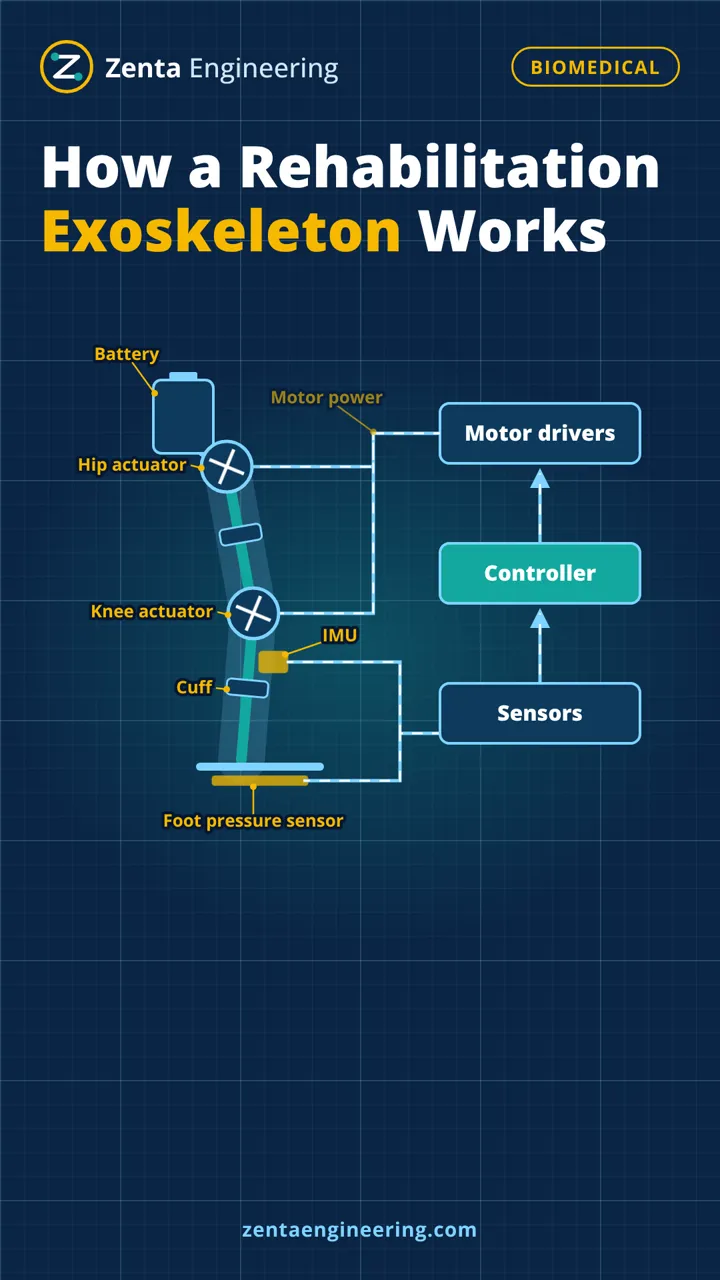 Zenta Engineering
BIOMEDICAL
How a Rehabilitation
Exoskeleton Works
Battery
Motor power
Motor drivers
Hip actuator
Controller
Knee actuator
IMU
Cuff
Sensors
Foot pressure sensor
zentaengineering.com